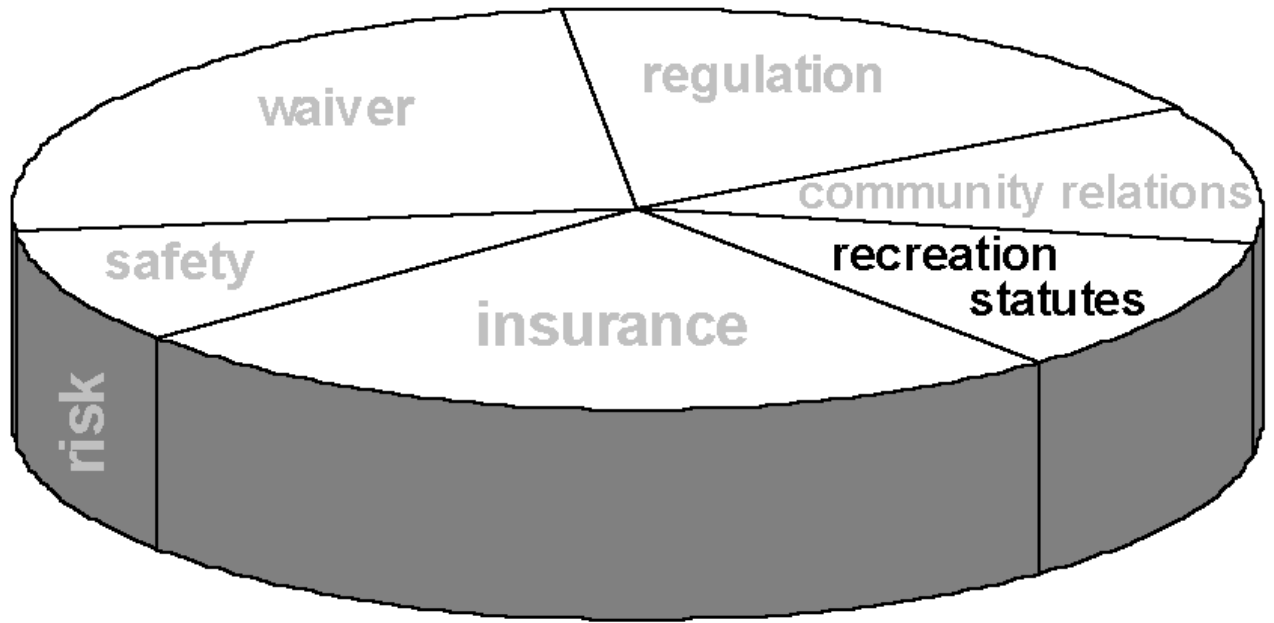 regulation
waiver
community relations
recreation
statutes
safety
insurance
risk